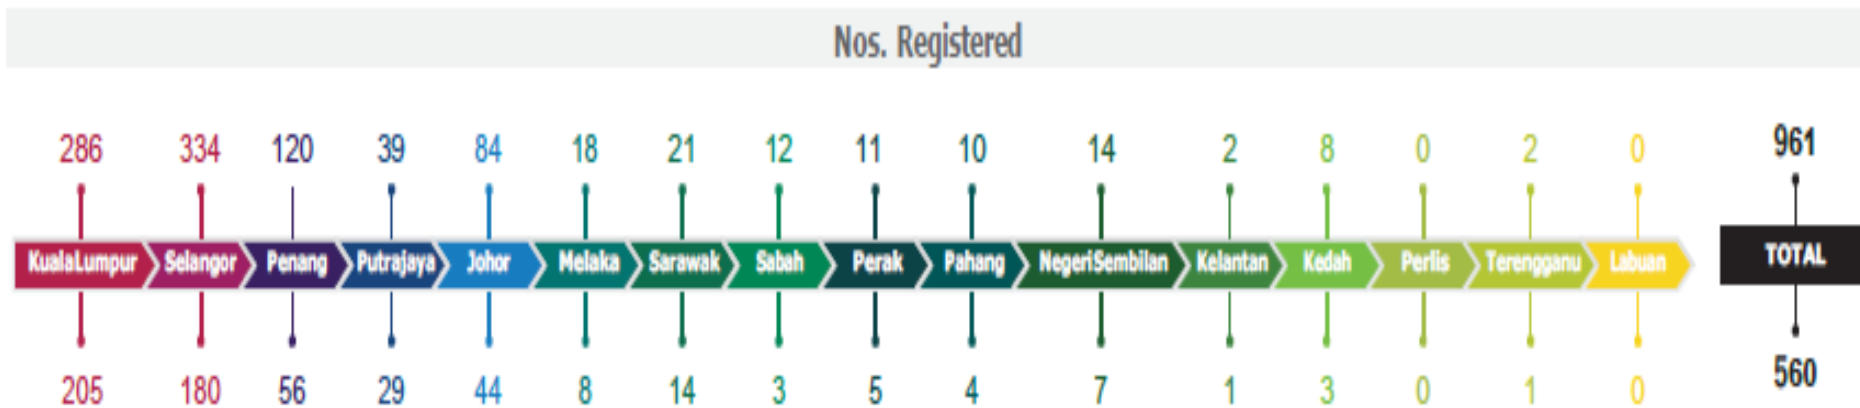 Nos. Registered
286 334 120 39 84 18 21 12 11 10 14 2 8 0 2 0 961
KualaLumpur Selangor Penang Putrajaya Johor Melaka Sarawak Sabah Perak Pahang NegeriSembilan Kelantan Kedah Perlis Terengganu Labuan TOTAL
205 180 56 29 44 8 14 3 5 4 7 1 3 0 1 0 560